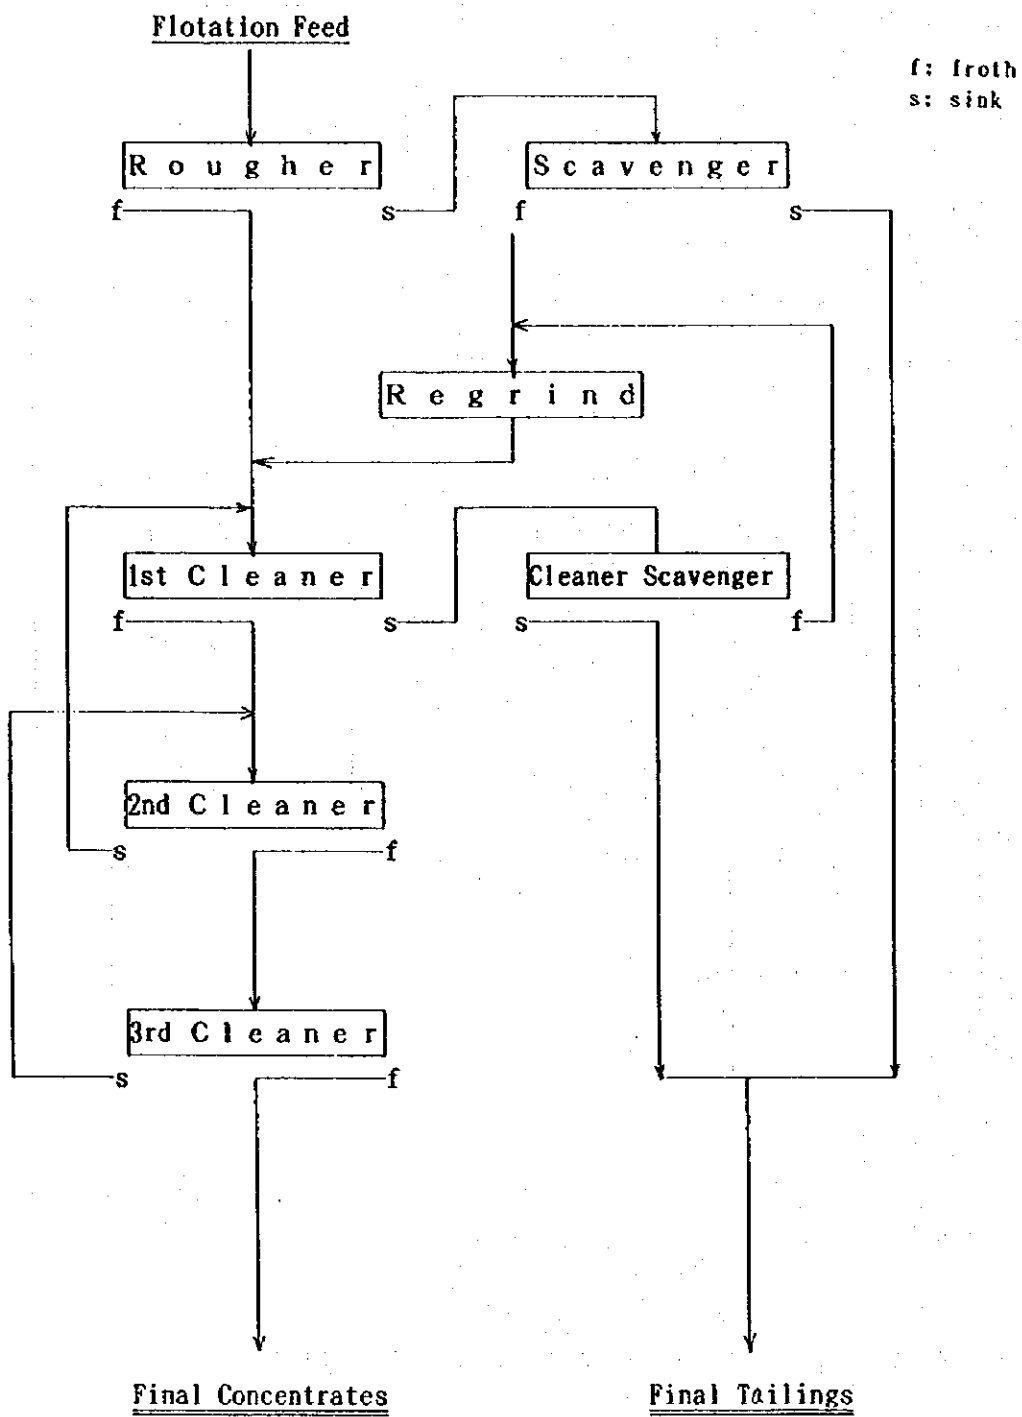 Flotation Feed
f: froth
s: sink
Rougher
Scavenger
f
s
f
s
Regrind
1st Cleaner
Cleaner Scavenger
f
s
s
f
2nd Cleaner
s
f
3rd Cleaner
s
f
Final Concentrates
Final Tailings